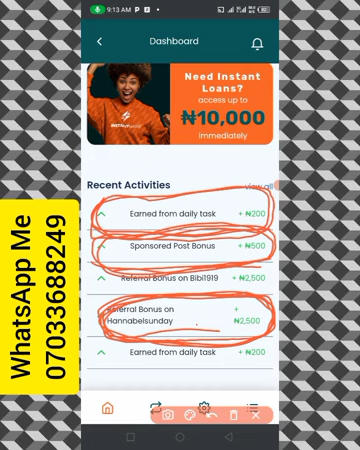 9:13 AM
Dashboard
Need Instant
Loans?
access up to
₦10,000
immediately
Recent Activities
view all
Earned from daily task
+ ₦200
Sponsored Post Bonus
+ ₦500
Referral Bonus on Bibi1919
+ ₦2,500
Referral Bonus on
Hannabelsunday
+
₦2,500
Earned from daily task
+ ₦200
WhatsApp Me
07033688249